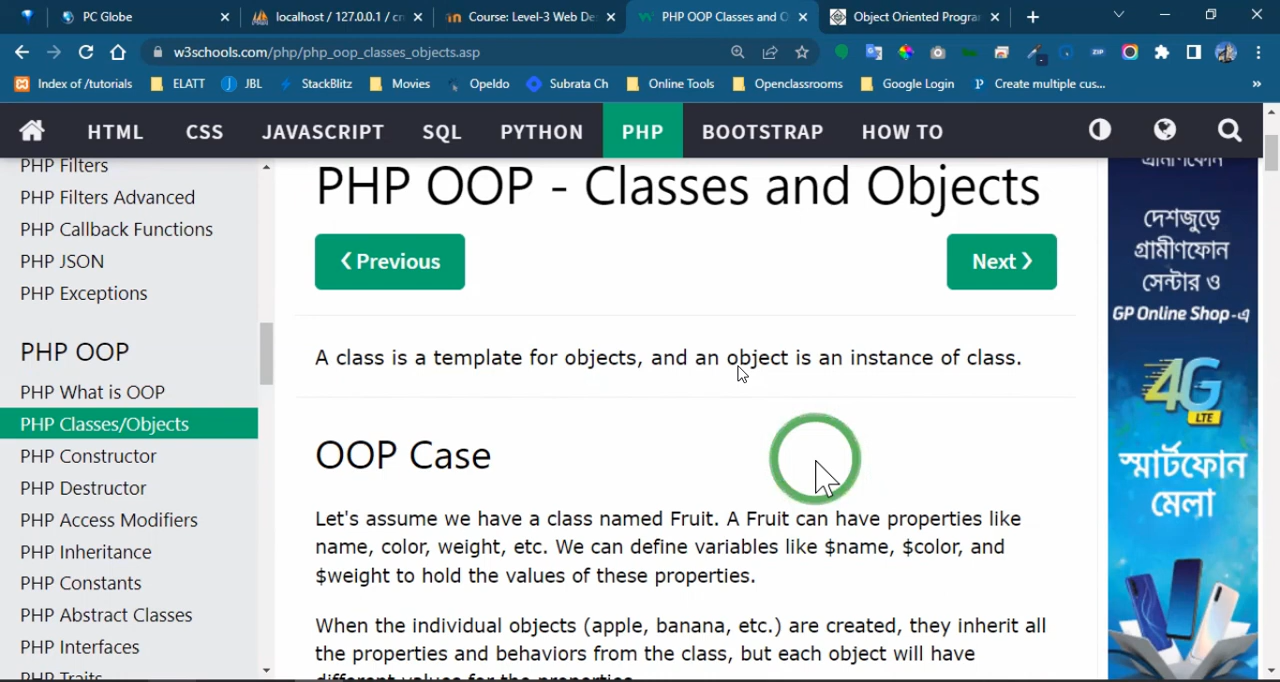 PC Globe
localhost / 127.0.0.1 / cr
Course: Level-3 Web De
PHP OOP Classes and O
Object Oriented Progra
w3schools.com/php/php_oop_classes_objects.asp
ZIP
Index of /tutorials
ELATT
JBL
StackBlitz
Movies
Opeldo
Subrata Ch
Online Tools
Openclassrooms
Google Login
Create multiple cus...
»
HTML
CSS
JAVASCRIPT
SQL
PYTHON
PHP
BOOTSTRAP
HOW TO
PHP Filters
PHP Filters Advanced
PHP Callback Functions
PHP JSON
PHP Exceptions
PHP OOP
PHP What is OOP
PHP Classes/Objects
PHP Constructor
PHP Destructor
PHP Access Modifiers
PHP Inheritance
PHP Constants
PHP Abstract Classes
PHP Interfaces
PHP Traits
PHP OOP - Classes and Objects
❮ Previous
Next ❯
A class is a template for objects, and an object is an instance of class.
OOP Case
Let's assume we have a class named Fruit. A Fruit can have properties like
name, color, weight, etc. We can define variables like $name, $color, and
$weight to hold the values of these properties.
When the individual objects (apple, banana, etc.) are created, they inherit all
the properties and behaviors from the class, but each object will have
different values for the properties.
দেশজুড়ে
গ্রামীণফোন
সেন্টার ও
GP Online Shop-এ
4G
LTE
স্মার্টফোন
মেলা